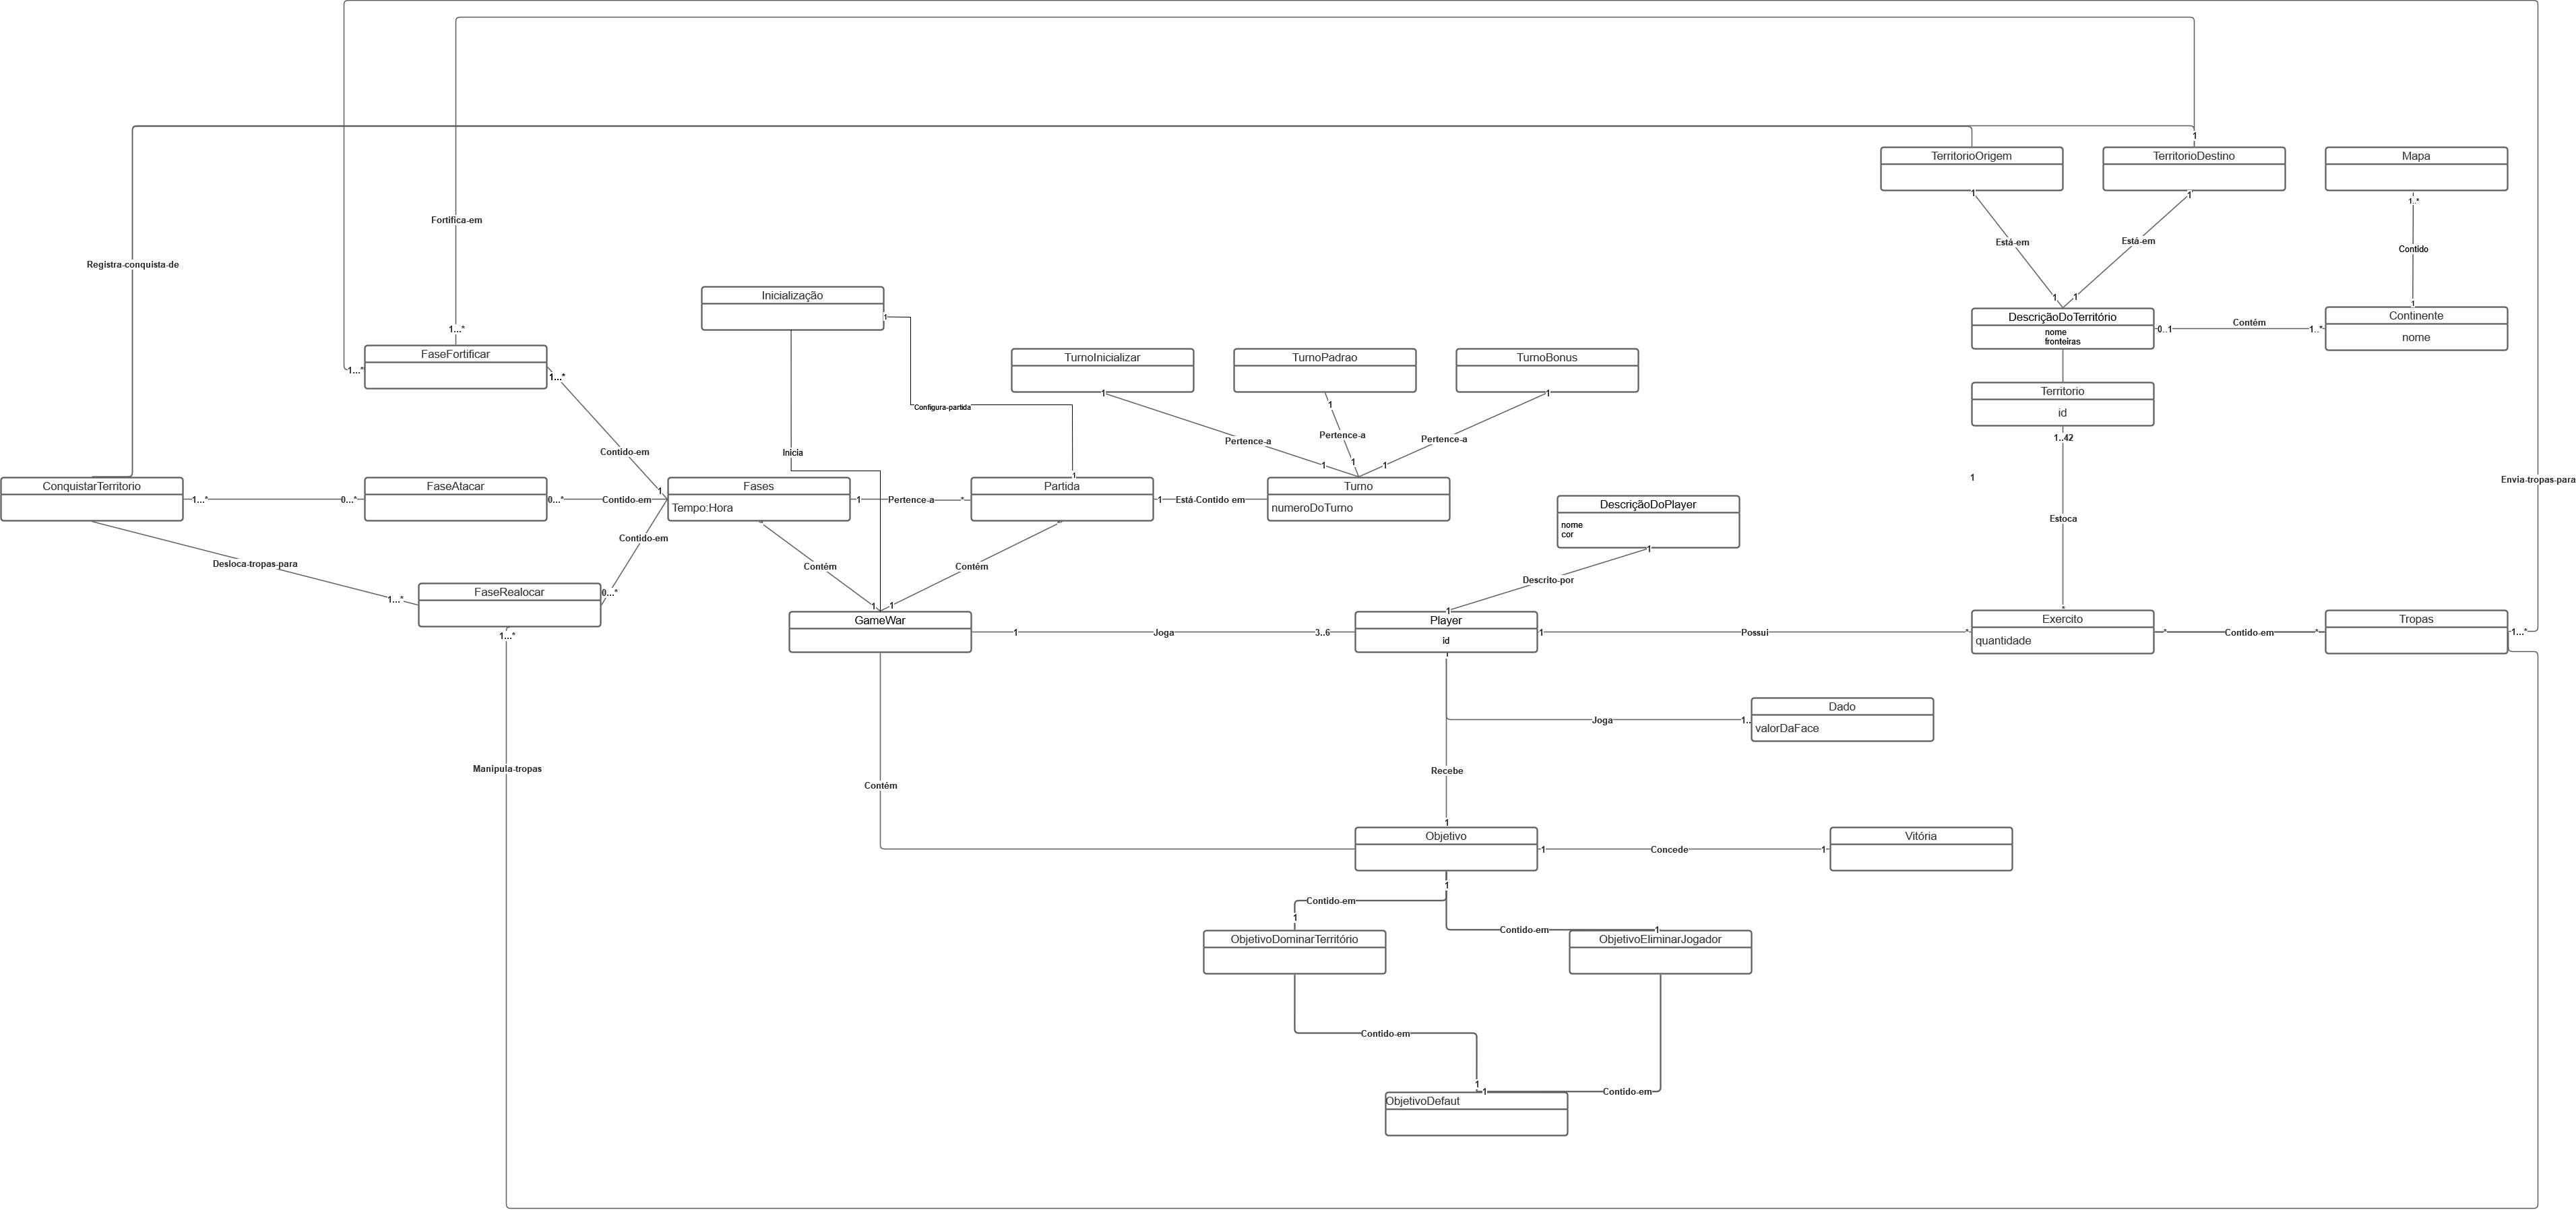 1
TerritorioOrigem
TerritorioDestino
Mapa
1
1
1..*
Fortifica-em
Está-em
Está-em
Contido
Registra-conquista-de
Inicialização
1
1
1
1
DescriçãoDoTerritório
nome
fronteiras
0..1
Contém
1..*
Continente
nome
1...*
FaseFortificar
1...*
1...*
TurnoInicializar
TurnoPadrao
TurnoBonus
1
1
1
Territorio
id
1..42
Configura-partida
Pertence-a
Pertence-a
Pertence-a
Contido-em
Inicia
1
1
1
1
1
1
Envia-tropas-para
ConquistarTerritorio
1...*
0...*
FaseAtacar
0...*
Contido-em
Fases
Tempo:Hora
1
Pertence-a
*
Partida
1
Está-Contido em
Turno
numeroDoTurno
DescriçãoDoPlayer
nome
cor
1
Estoca
*
*
Contido-em
Desloca-tropas-para
Contém
Contém
Descrito-por
1...*
FaseRealocar
0...*
1...*
1
1
1
*
GameWar
1
Joga
3..6
Player
id
1
Possui
*
Exercito
quantidade
*
Contido-em
*
Tropas
1...*
1
Dado
valorDaFace
Joga
1..
Manipula-tropas
Recebe
Contém
1
Objetivo
1
Concede
1
Vitória
1
Contido-em
1
Contido-em
1
ObjetivoDominarTerritório
ObjetivoEliminarJogador
Contido-em
1
1
Contido-em
ObjetivoDefaut